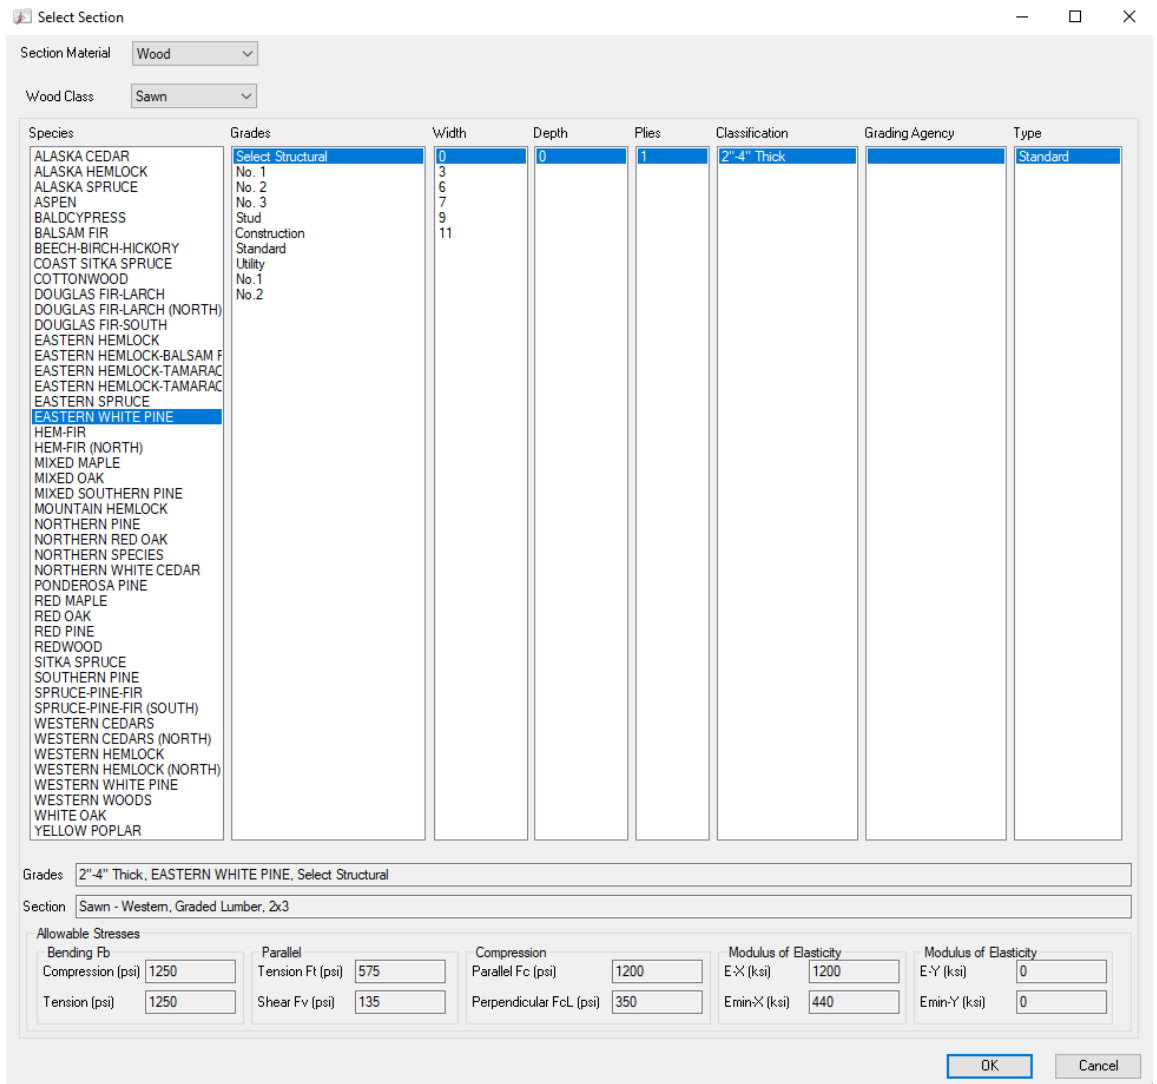 Select Section
Section Material Wood
Wood Class Sawn
Species Grades Width Depth Plies Classification Grading Agency Type
ALASKA CEDAR Select Structural 0 0 1 2"-4" Thick Standard
ALASKA HEMLOCK No. 1 3
ALASKA SPRUCE No. 2 6
ASPEN No. 3 7
BALDCYPRESS Stud 9
BALSAM FIR Construction 11
BEECH-BIRCH-HICKORY Standard
COAST SITKA SPRUCE Utility
COTTONWOOD No.1
DOUGLAS FIR-LARCH No.2
DOUGLAS FIR-LARCH (NORTH)
DOUGLAS FIR-SOUTH
EASTERN HEMLOCK
EASTERN HEMLOCK-BALSAM F
EASTERN HEMLOCK-TAMARAC
EASTERN HEMLOCK-TAMARAC
EASTERN SPRUCE
EASTERN WHITE PINE
HEM-FIR
HEM-FIR (NORTH)
MIXED MAPLE
MIXED OAK
MIXED SOUTHERN PINE
MOUNTAIN HEMLOCK
NORTHERN PINE
NORTHERN RED OAK
NORTHERN SPECIES
NORTHERN WHITE CEDAR
PONDEROSA PINE
RED MAPLE
RED OAK
RED PINE
REDWOOD
SITKA SPRUCE
SOUTHERN PINE
SPRUCE-PINE-FIR
SPRUCE-PINE-FIR (SOUTH)
WESTERN CEDARS
WESTERN CEDARS (NORTH)
WESTERN HEMLOCK
WESTERN HEMLOCK (NORTH)
WESTERN WHITE PINE
WESTERN WOODS
WHITE OAK
YELLOW POPLAR
Grades 2"-4" Thick, EASTERN WHITE PINE, Select Structural
Section Sawn - Western, Graded Lumber, 2x3
Allowable Stresses
Bending Fb Parallel Compression Modulus of Elasticity Modulus of Elasticity
Compression (psi) 1250 Tension Ft (psi) 575 Parallel Fc (psi) 1200 E-X (ksi) 1200 E-Y (ksi) 0
Tension (psi) 1250 Shear Fv (psi) 135 Perpendicular FcL (psi) 350 Emin-X (ksi) 440 Emin-Y (ksi) 0
OK Cancel